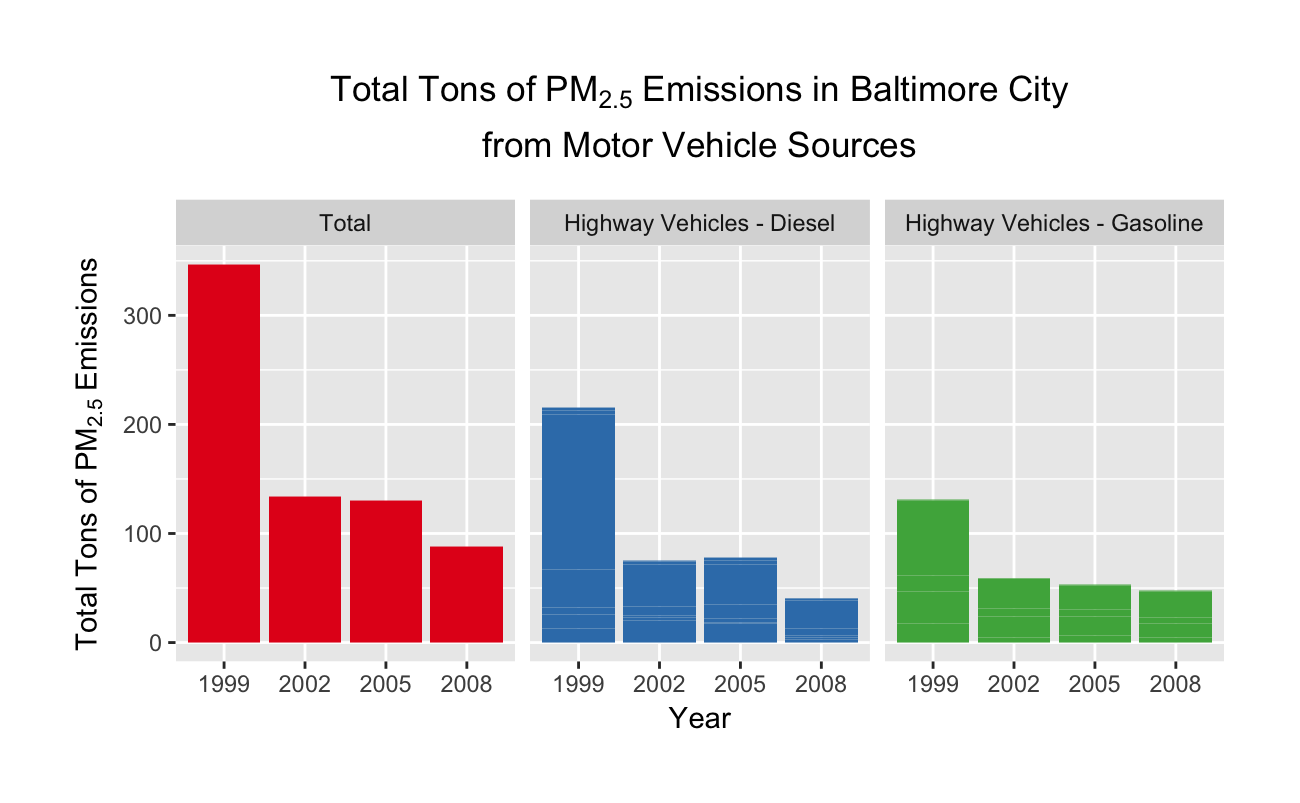 Total Tons of PM2.5 Emissions in Baltimore City
from Motor Vehicle Sources
Total
Highway Vehicles - Diesel
Highway Vehicles - Gasoline
Total Tons of PM2.5 Emissions
300
200
100
0
1999 2002 2005 2008
1999 2002 2005 2008
1999 2002 2005 2008
Year